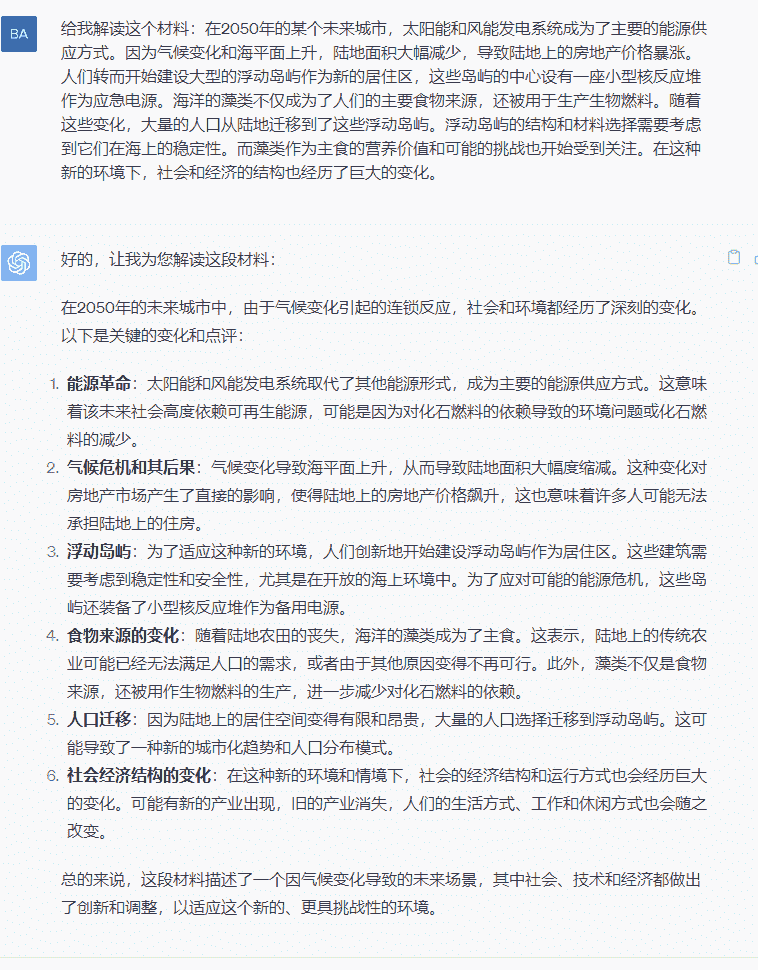 BA
给我解读这个材料：在2050年的某个未来城市，太阳能和风能发电系统成为了主要的能源供
应方式。因为气候变化和海平面上升，陆地面积大幅减少，导致陆地上的房地产价格暴涨。
人们转而开始建设大型的浮动岛屿作为新的居住区，这些岛屿的中心设有一座小型核反应堆
作为应急电源。海洋的藻类不仅成为了人们的主要食物来源，还被用于生产生物燃料。随着
这些变化，大量的人口从陆地迁移到了这些浮动岛屿。浮动岛屿的结构和材料选择需要考虑
到它们在海上的稳定性。而藻类作为主食的营养价值和可能的挑战也开始受到关注。在这种
新的环境下，社会和经济的结构也经历了巨大的变化。
好的，让我为您解读这段材料：
在2050年的未来城市中，由于气候变化引起的连锁反应，社会和环境都经历了深刻的变化。
以下是关键的变化和点评：
1. 能源革命：太阳能和风能发电系统取代了其他能源形式，成为主要的能源供应方式。这意味
着该未来社会高度依赖可再生能源，可能是因为对化石燃料的依赖导致的环境问题或化石燃
料的减少。
2. 气候危机和其后果：气候变化导致海平面上升，从而导致陆地面积大幅度缩减。这种变化对
房地产市场产生了直接的影响，使得陆地上的房地产价格飙升，这也意味着许多人可能无法
承担陆地上的住房。
3. 浮动岛屿：为了适应这种新的环境，人们创新地开始建设浮动岛屿作为居住区。这些建筑需
要考虑到稳定性和安全性，尤其是在开放的海上环境中。为了应对可能的能源危机，这些岛
屿还装备了小型核反应堆作为备用电源。
4. 食物来源的变化：随着陆地农田的丧失，海洋的藻类成为了主食。这表示，陆地上的传统农
业可能已经无法满足人口的需求，或者由于其他原因变得不再可行。此外，藻类不仅是食物
来源，还被用作生物燃料的生产，进一步减少对化石燃料的依赖。
5. 人口迁移：因为陆地上的居住空间变得有限和昂贵，大量的人口选择迁移到浮动岛屿。这可
能导致了一种新的城市化趋势和人口分布模式。
6. 社会经济结构的变化：在这种新的环境和情境下，社会的经济结构和运行方式也会经历巨大
的变化。可能有新的产业出现，旧的产业消失，人们的生活方式、工作和休闲方式也会随之
改变。
总的来说，这段材料描述了一个因气候变化导致的未来场景，其中社会、技术和经济都做出
了创新和调整，以适应这个新的、更具挑战性的环境。